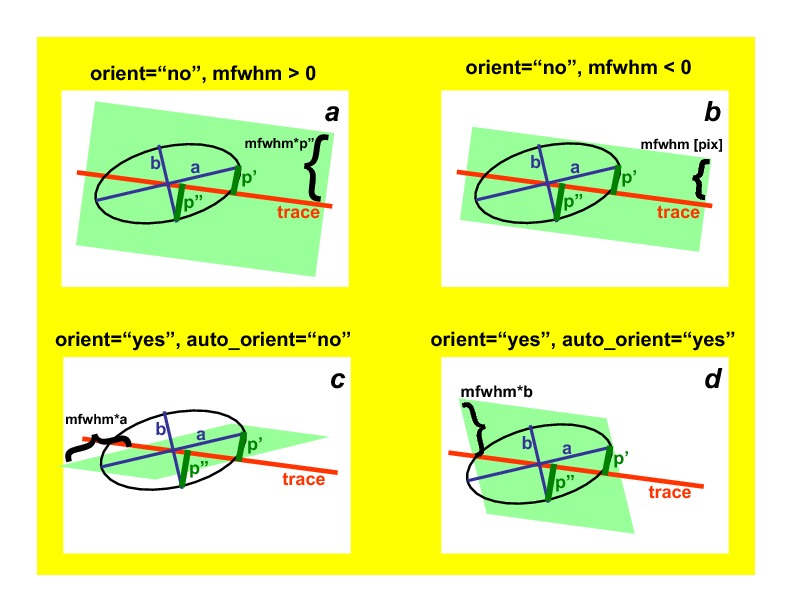 orient=“no”, mfwhm > 0
a
mfwhm*p”
b
a
p’
p”
trace
orient=“no”, mfwhm < 0
b
mfwhm [pix]
b
a
p’
p”
trace
orient=“yes”, auto_orient=“no”
c
mfwhm*a
b
a
p’
p”
trace
orient=“yes”, auto_orient=“yes”
d
mfwhm*b
b
a
p’
p”
trace